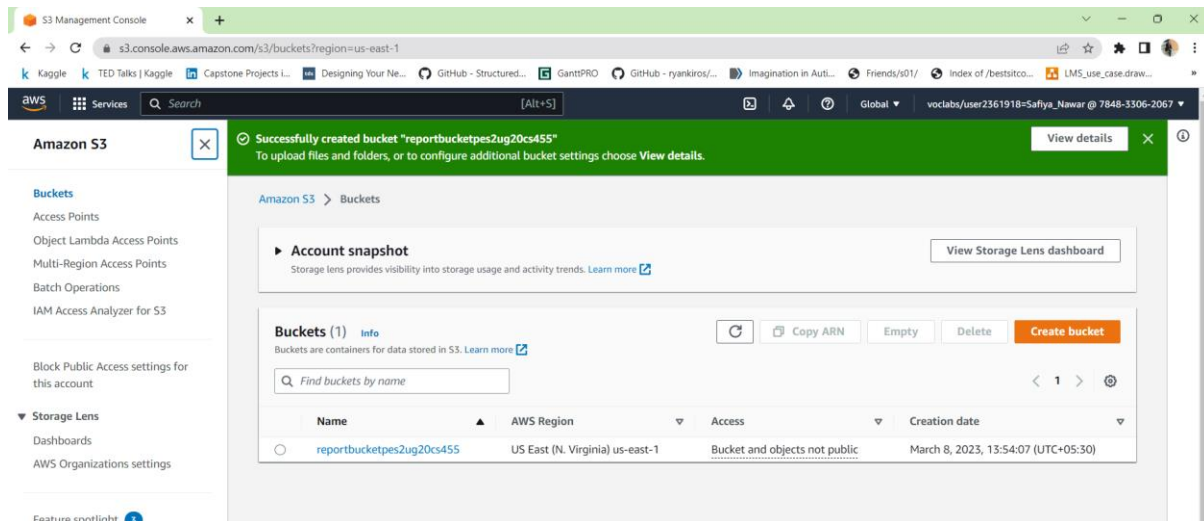 S3 Management Console
s3.console.aws.amazon.com/s3/buckets?region=us-east-1
Kaggle TED Talks | Kaggle Capstone Projects i... Designing Your Ne... GitHub - Structured... GanttPRO GitHub - ryankiros/... Imagination in Auti... Friends/s01/ Index of /bestsitco... LMS_use_case.draw...
aws Services Search [Alt+S] Global voclabs/user2361918=Safiya_Nawar @ 7848-3306-2067
Amazon S3
Buckets
Access Points
Object Lambda Access Points
Multi-Region Access Points
Batch Operations
IAM Access Analyzer for S3
Block Public Access settings for
this account
Storage Lens
Dashboards
AWS Organizations settings
Feature spotlight 3
Successfully created bucket "reportbucketpes2ug20cs455"
To upload files and folders, or to configure additional bucket settings choose View details.
View details
Amazon S3 > Buckets
Account snapshot
Storage lens provides visibility into storage usage and activity trends. Learn more
View Storage Lens dashboard
Buckets (1) Info
Buckets are containers for data stored in S3. Learn more
Copy ARN Empty Delete Create bucket
Find buckets by name
< 1 >
Name AWS Region Access Creation date
reportbucketpes2ug20cs455 US East (N. Virginia) us-east-1 Bucket and objects not public March 8, 2023, 13:54:07 (UTC+05:30)